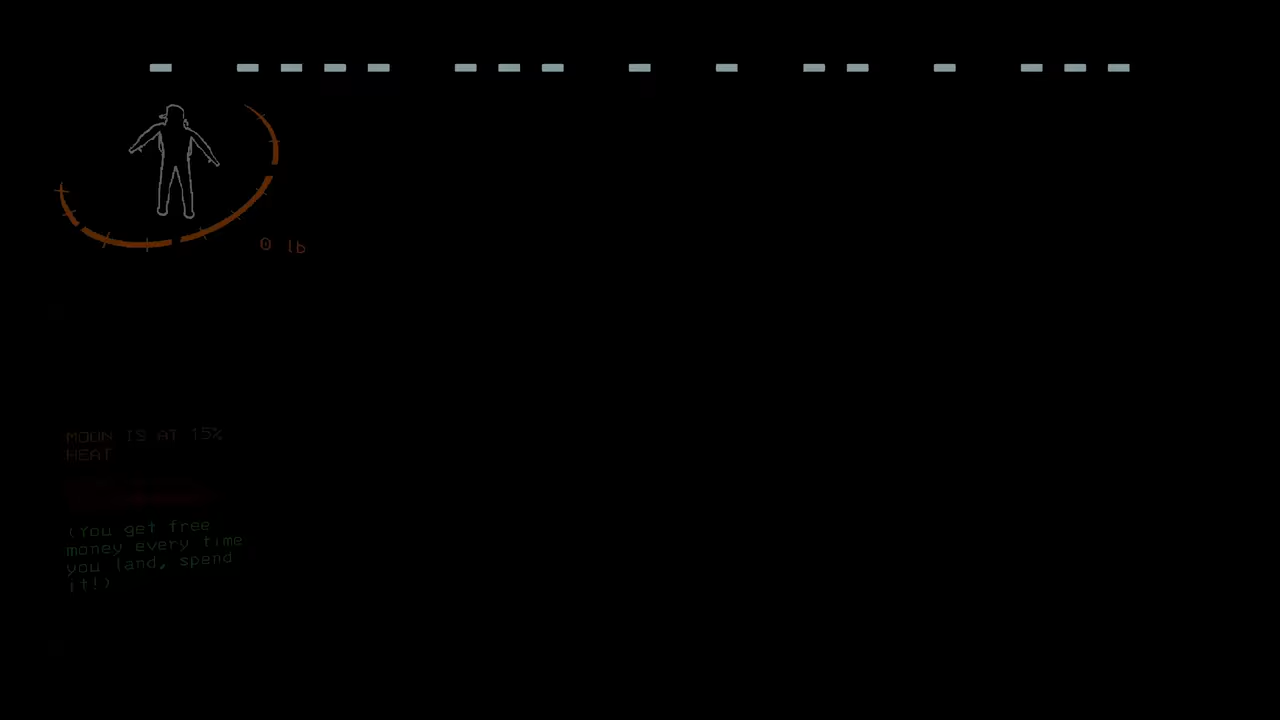 0 lb
MOON IS AT 15%
HEAT
(You get free
money every time
you land, spend
it!)